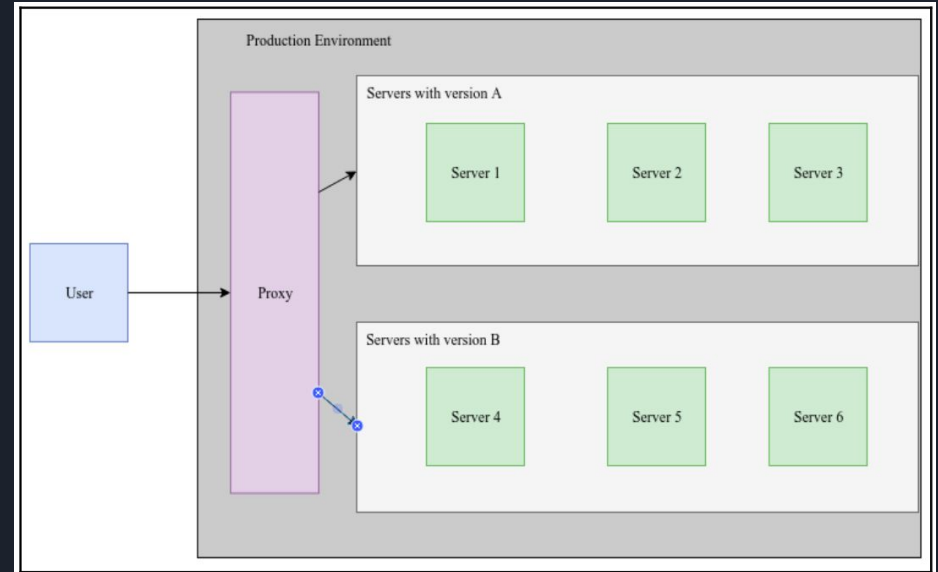 Production Environment
Servers with version A
Server 1
Server 2
Server 3
User
Proxy
Servers with version B
Server 4
Server 5
Server 6